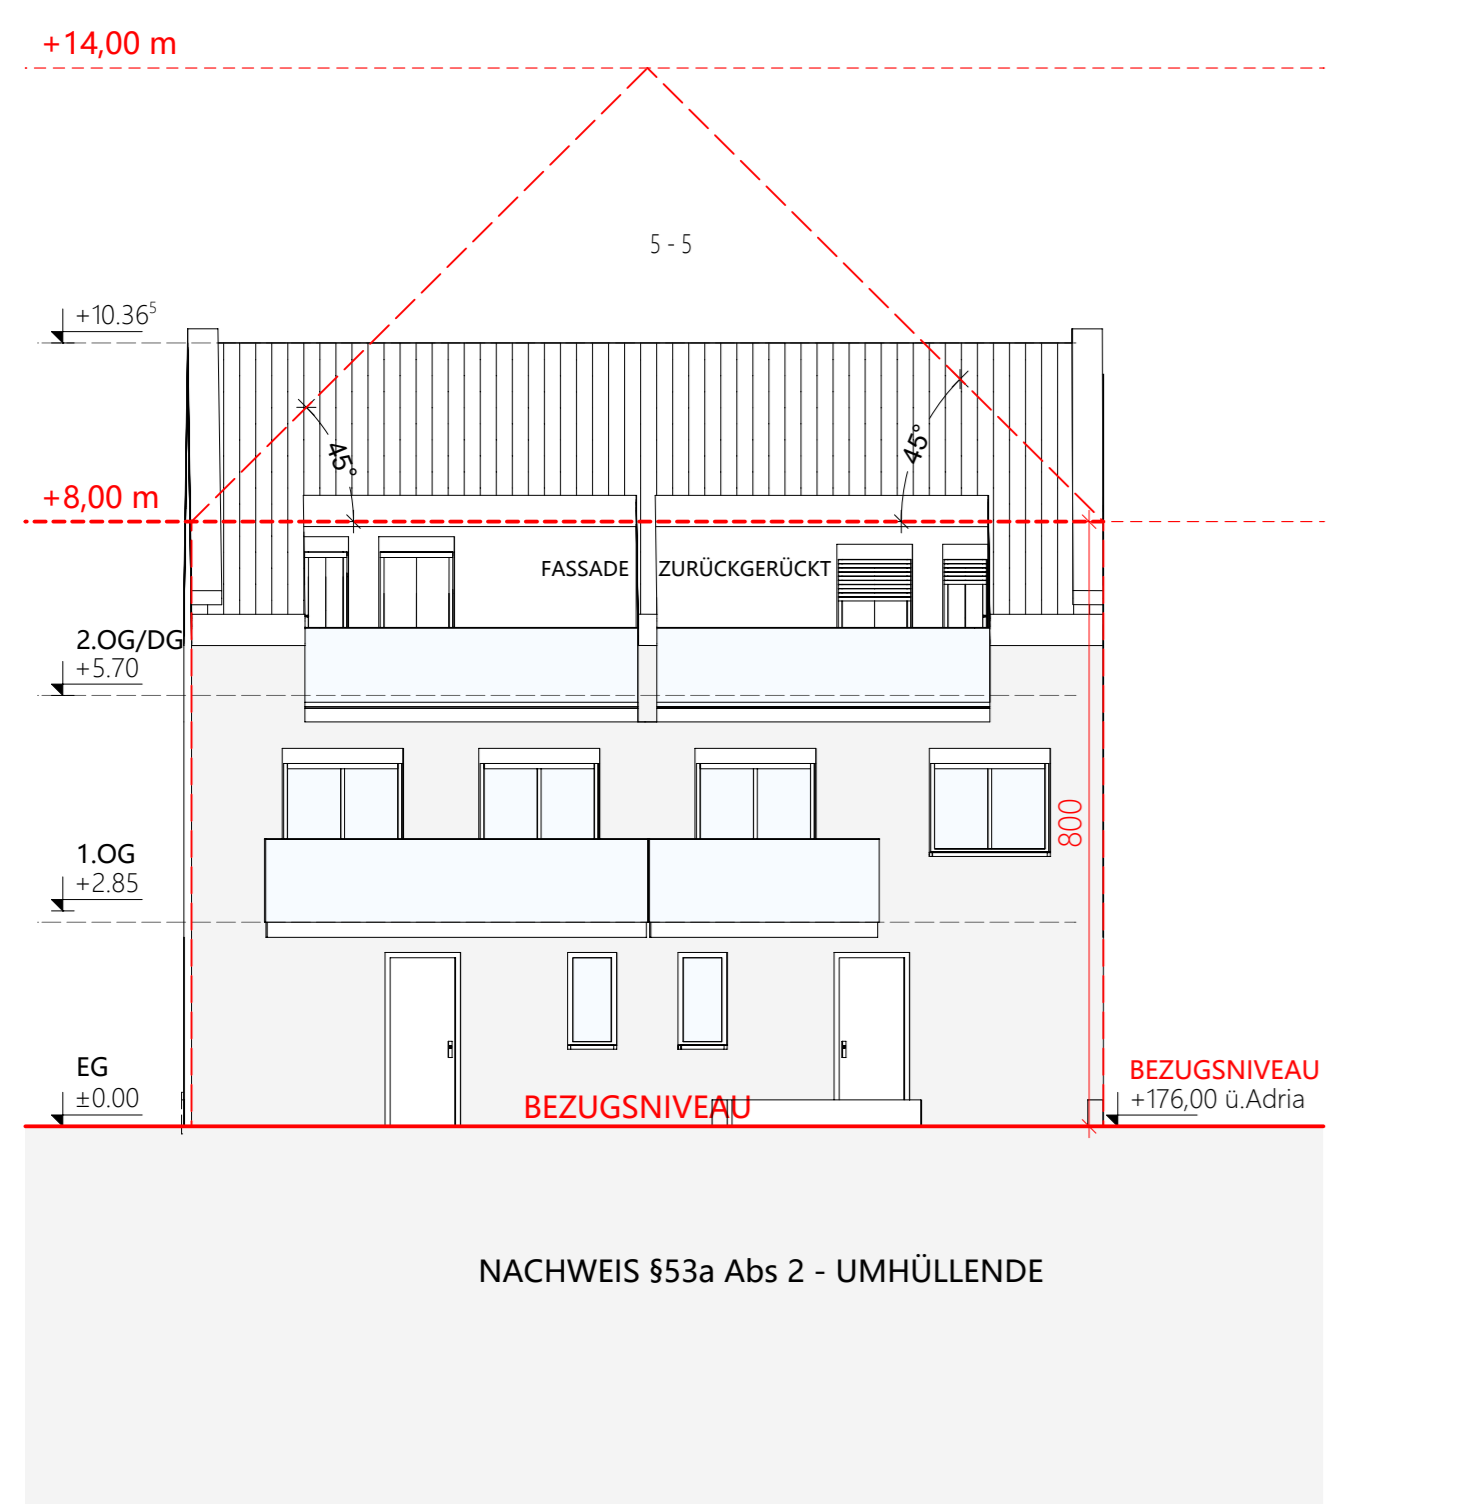 +14,00 m
5 - 5
+10.36⁵
45°
45°
+8,00 m
FASSADE ZURÜCKGERÜCKT
2.OG/DG
+5.70
800
1.OG
+2.85
EG
±0.00
BEZUGSNIVEAU
BEZUGSNIVEAU
+176,00 ü.Adria
NACHWEIS §53a Abs 2 - UMHÜLLENDE